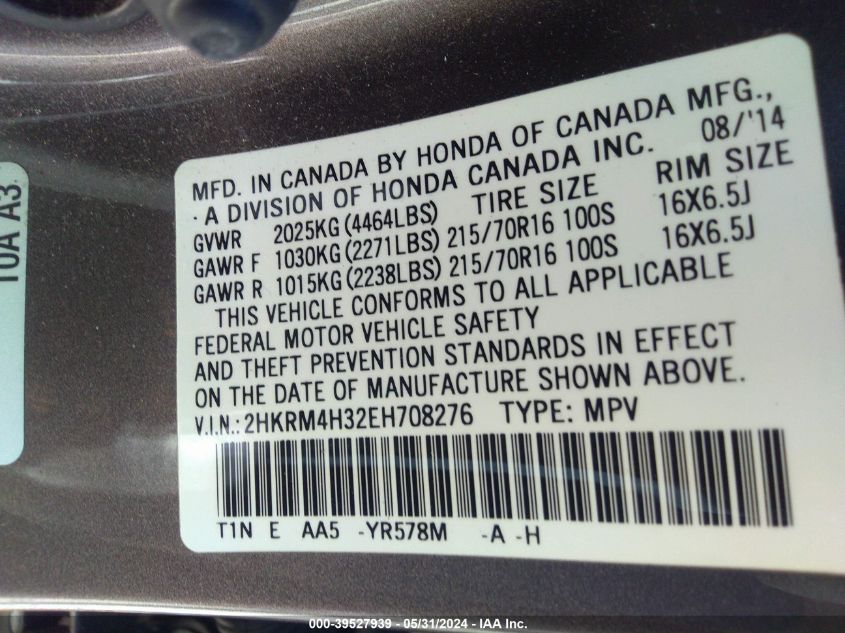 MFD. IN CANADA BY HONDA OF CANADA MFG.,
· A DIVISION OF HONDA CANADA INC. 08/'14
TIRE SIZE RIM SIZE
GVWR 2025KG (4464LBS)
GAWR F 1030KG (2271LBS) 215/70R16 100S 16X6.5J
GAWR R 1015KG (2238LBS) 215/70R16 100S 16X6.5J
THIS VEHICLE CONFORMS TO ALL APPLICABLE
FEDERAL MOTOR VEHICLE SAFETY
AND THEFT PREVENTION STANDARDS IN EFFECT
ON THE DATE OF MANUFACTURE SHOWN ABOVE.
V.I.N.: 2HKRM4H32EH708276 TYPE: MPV
T1N E AA5 -YR578M -A -H
T0A A3
000-39527939 - 05/31/2024 - IAA Inc.